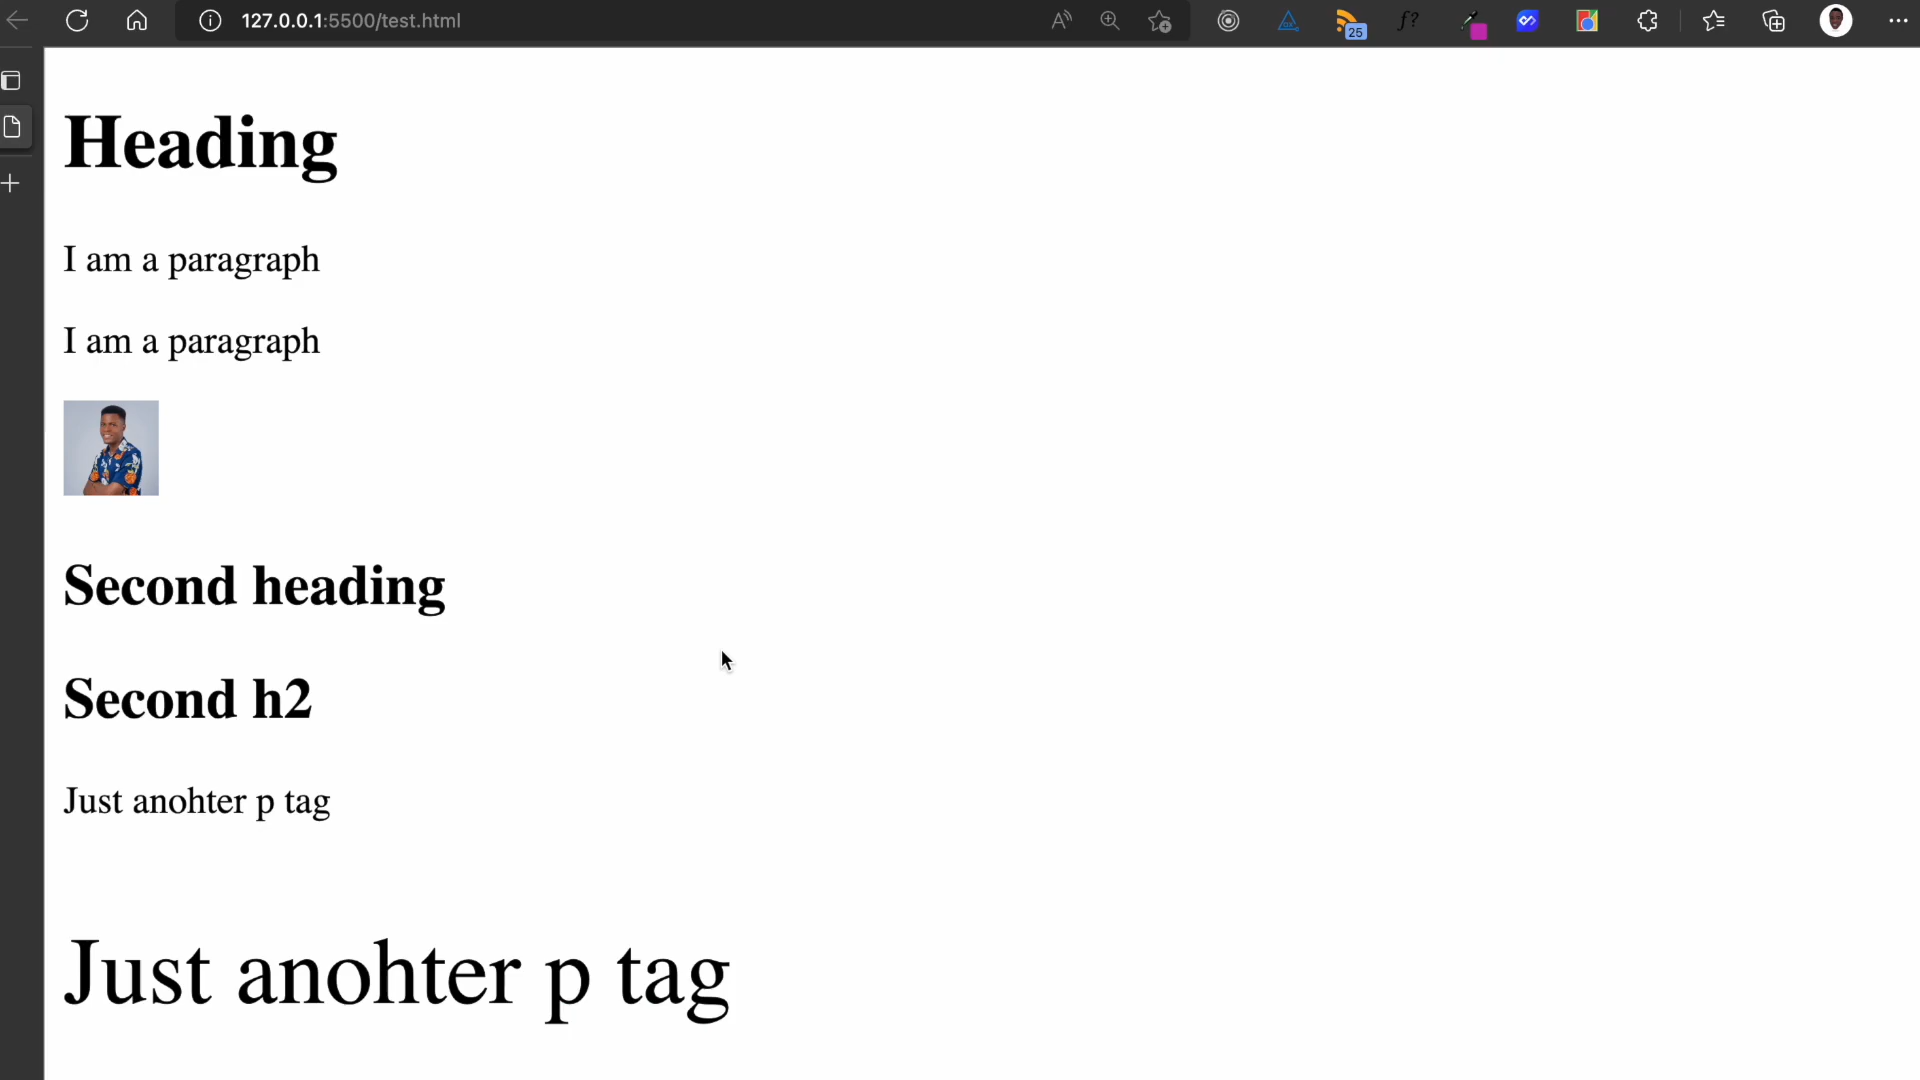 127.0.0.1:5500/test.html
25
f?
Heading
I am a paragraph
I am a paragraph
Second heading
Second h2
Just anohter p tag
Just anohter p tag